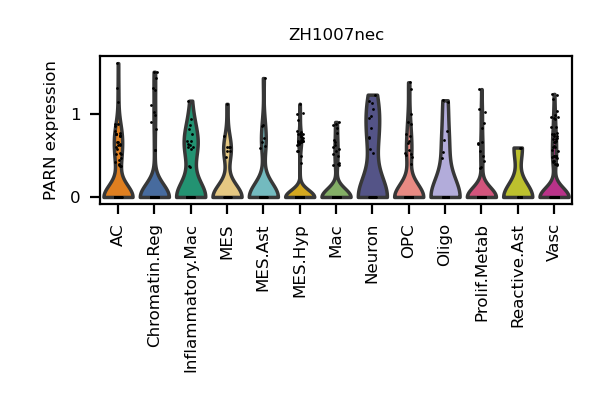 ZH1007nec
PARN expression
1
0
AC
Chromatin.Reg
Inflammatory.Mac
MES
MES.Ast
MES.Hyp
Mac
Neuron
OPC
Oligo
Prolif.Metab
Reactive.Ast
Vasc